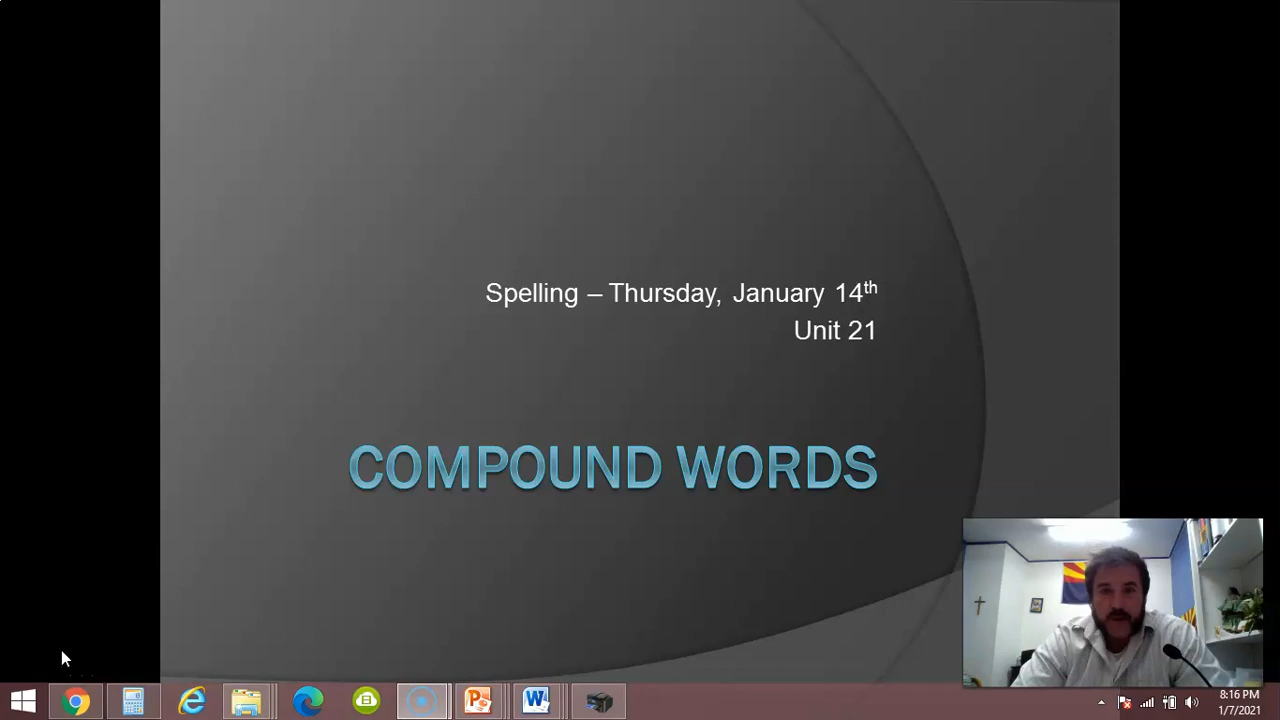 Spelling – Thursday, January 14th
Unit 21
COMPOUND WORDS
8:16 PM
1/7/2021